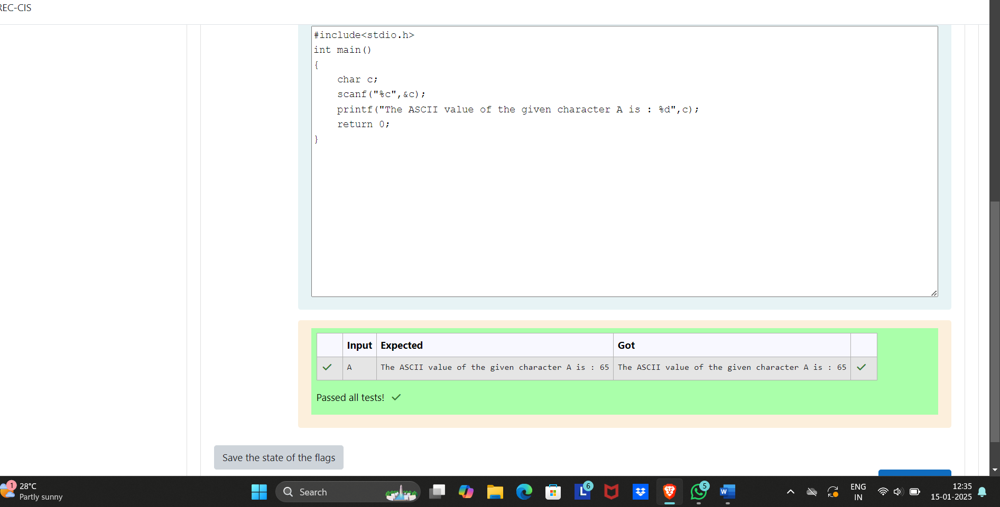 REC-CIS
#include<stdio.h>
int main()
{
    char c;
    scanf("%c",&c);
    printf("The ASCII value of the given character A is : %d",c);
    return 0;
}
Input Expected Got
A The ASCII value of the given character A is : 65 The ASCII value of the given character A is : 65
Passed all tests!
Save the state of the flags
1
28°C
Partly sunny
Search
L
6
5
W
ENG
IN
12:35
15-01-2025